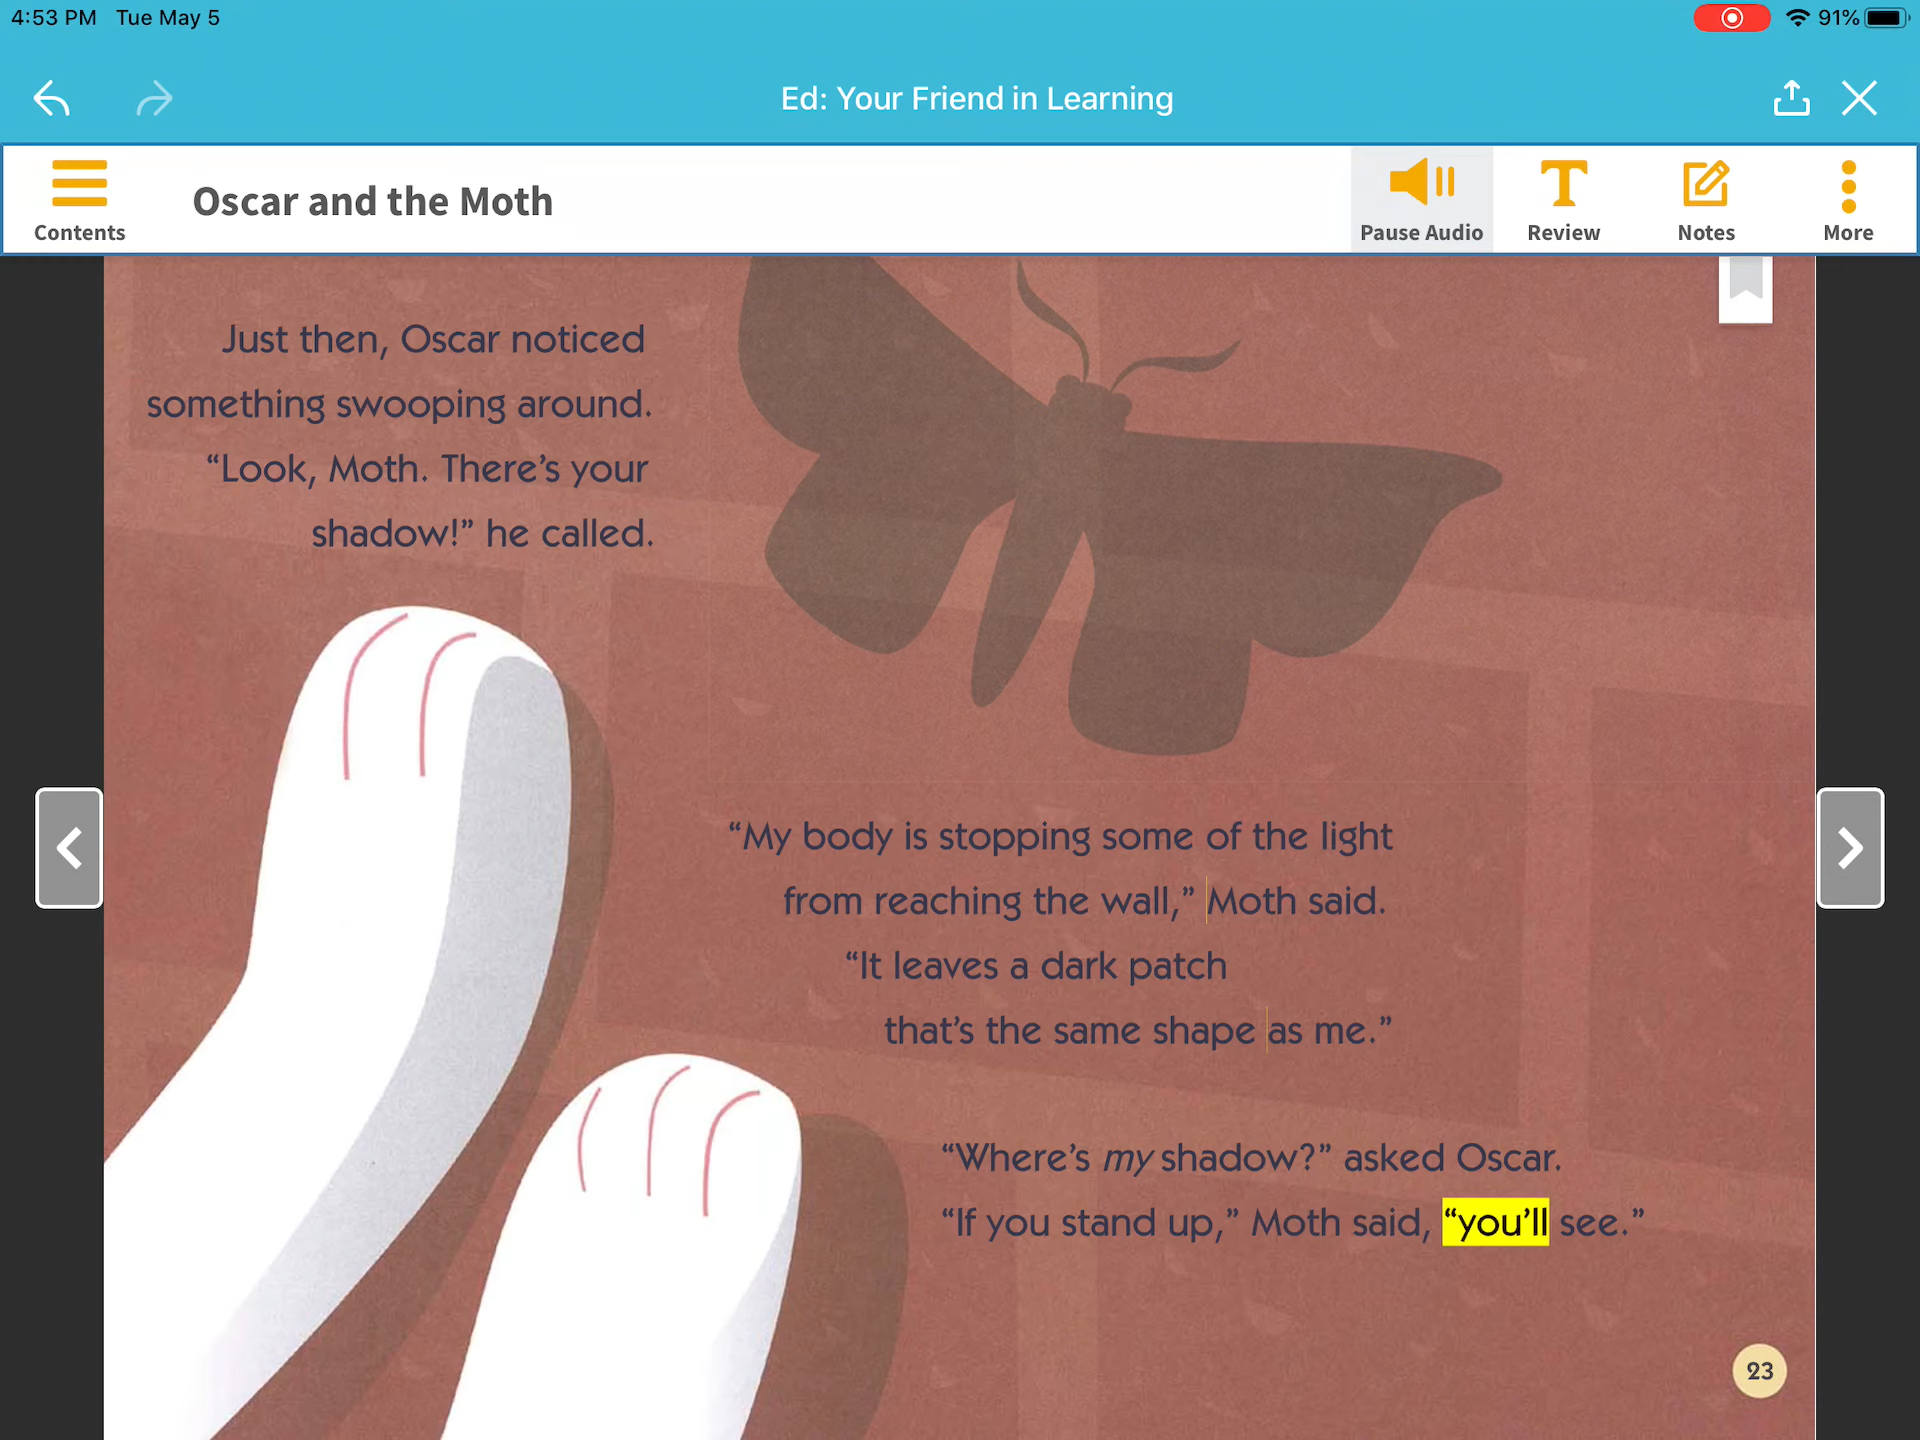 4:53 PM Tue May 5
91%
Ed: Your Friend in Learning
Contents
Oscar and the Moth
Pause Audio
Review
Notes
More
Just then, Oscar noticed
something swooping around.
“Look, Moth. There’s your
shadow!” he called.
“My body is stopping some of the light
from reaching the wall,” Moth said.
“It leaves a dark patch
that’s the same shape as me.”
“Where’s my shadow?” asked Oscar.
“If you stand up,” Moth said, “you’ll see.”
23